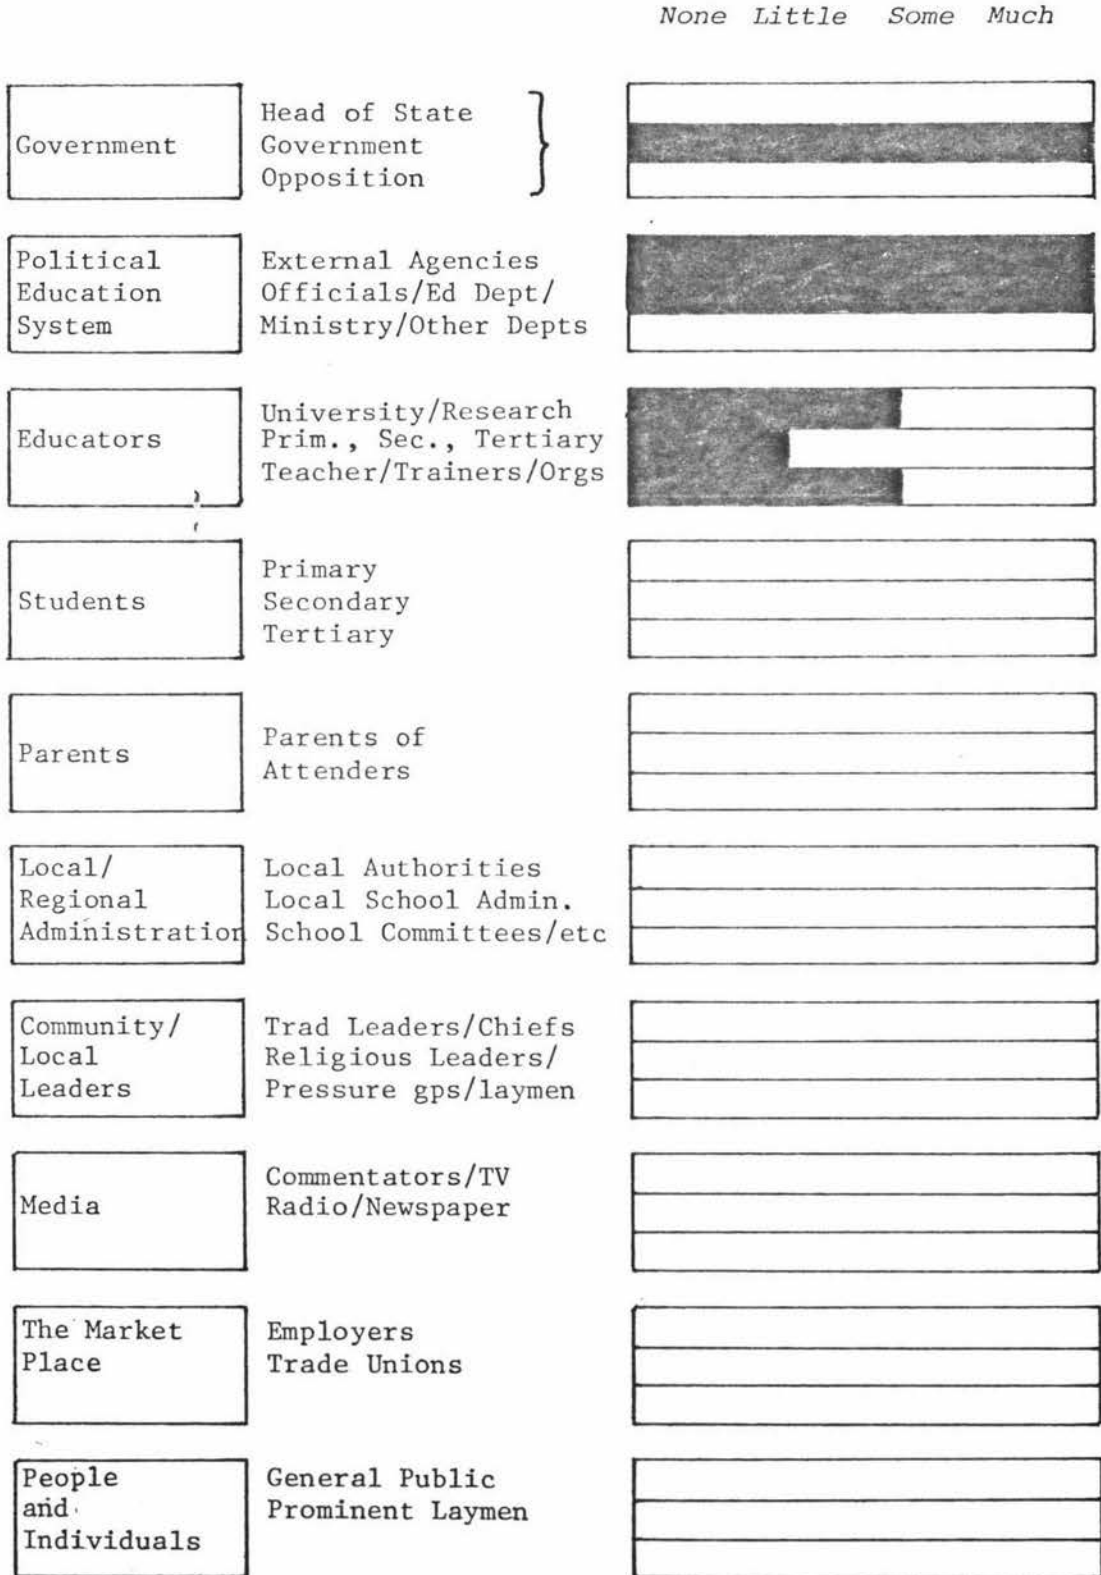 None Little Some Much
Government
Head of State
Government
Opposition
Political
Education
System
External Agencies
Officials/Ed Dept/
Ministry/Other Depts
Educators
University/Research
Prim., Sec., Tertiary
Teacher/Trainers/Orgs
Students
Primary
Secondary
Tertiary
Parents
Parents of
Attenders
Local/
Regional
Administration
Local Authorities
Local School Admin.
School Committees/etc
Community/
Local
Leaders
Trad Leaders/Chiefs
Religious Leaders/
Pressure gps/laymen
Media
Commentators/TV
Radio/Newspaper
The Market
Place
Employers
Trade Unions
People
and
Individuals
General Public
Prominent Laymen